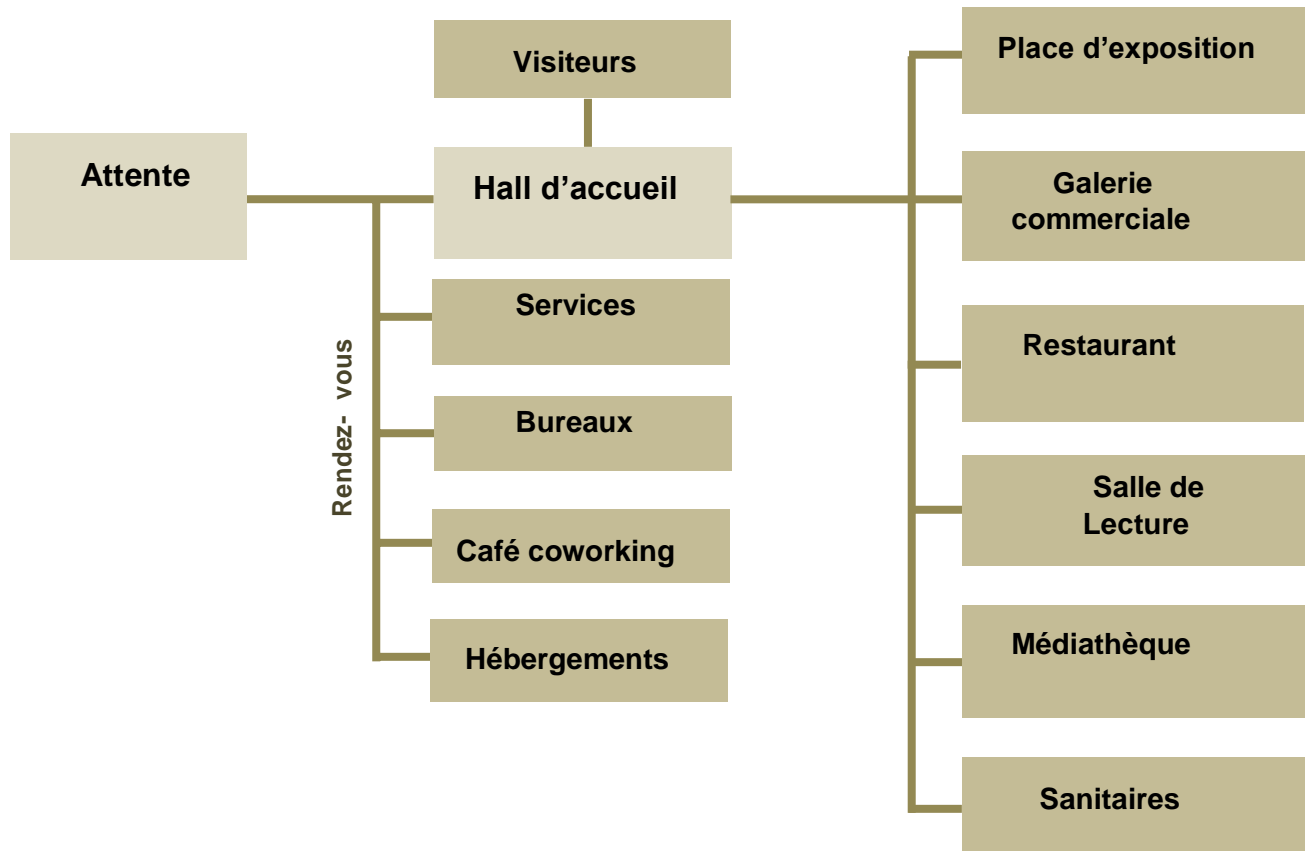 Visiteurs
Attente
Hall d’accueil
Rendez- vous
Services
Bureaux
Café coworking
Hébergements
Place d’exposition
Galerie
commerciale
Restaurant
Salle de
Lecture
Médiathèque
Sanitaires